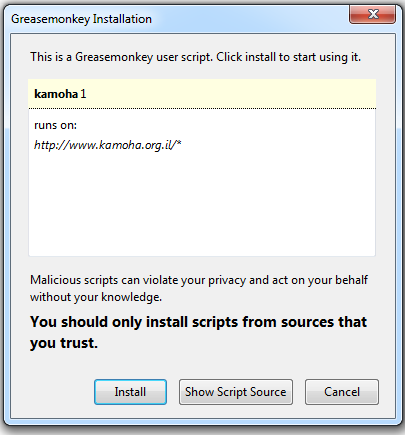 Greasemonkey Installation
This is a Greasemonkey user script. Click install to start using it.
kamoha 1
runs on:
http://www.kamoha.org.il/*
Malicious scripts can violate your privacy and act on your behalf
without your knowledge.
You should only install scripts from sources that
you trust.
Install
Show Script Source
Cancel